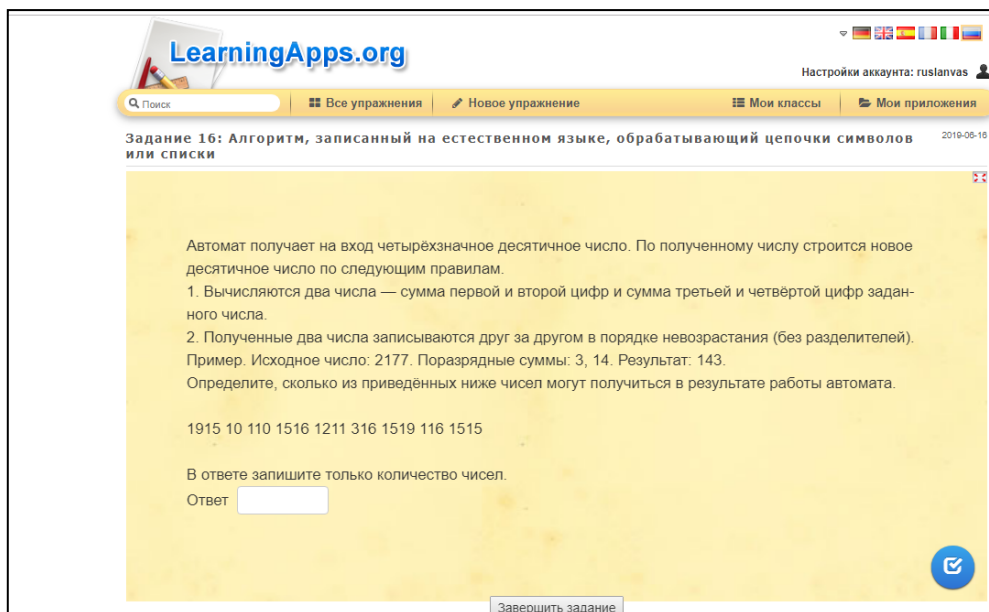 LearningApps.org
Настройки аккаунта: ruslanvas
Поиск
Все упражнения
Новое упражнение
Мои классы
Мои приложения
Задание 16: Алгоритм, записанный на естественном языке, обрабатывающий цепочки символов
или списки
2019-06-16
Автомат получает на вход четырёхзначное десятичное число. По полученному числу строится новое
десятичное число по следующим правилам.
1. Вычисляются два числа — сумма первой и второй цифр и сумма третьей и четвёртой цифр задан-
ного числа.
2. Полученные два числа записываются друг за другом в порядке невозрастания (без разделителей).
Пример. Исходное число: 2177. Поразрядные суммы: 3, 14. Результат: 143.
Определите, сколько из приведённых ниже чисел могут получиться в результате работы автомата.
1915 10 110 1516 1211 316 1519 116 1515
В ответе запишите только количество чисел.
Ответ
Завершить задание